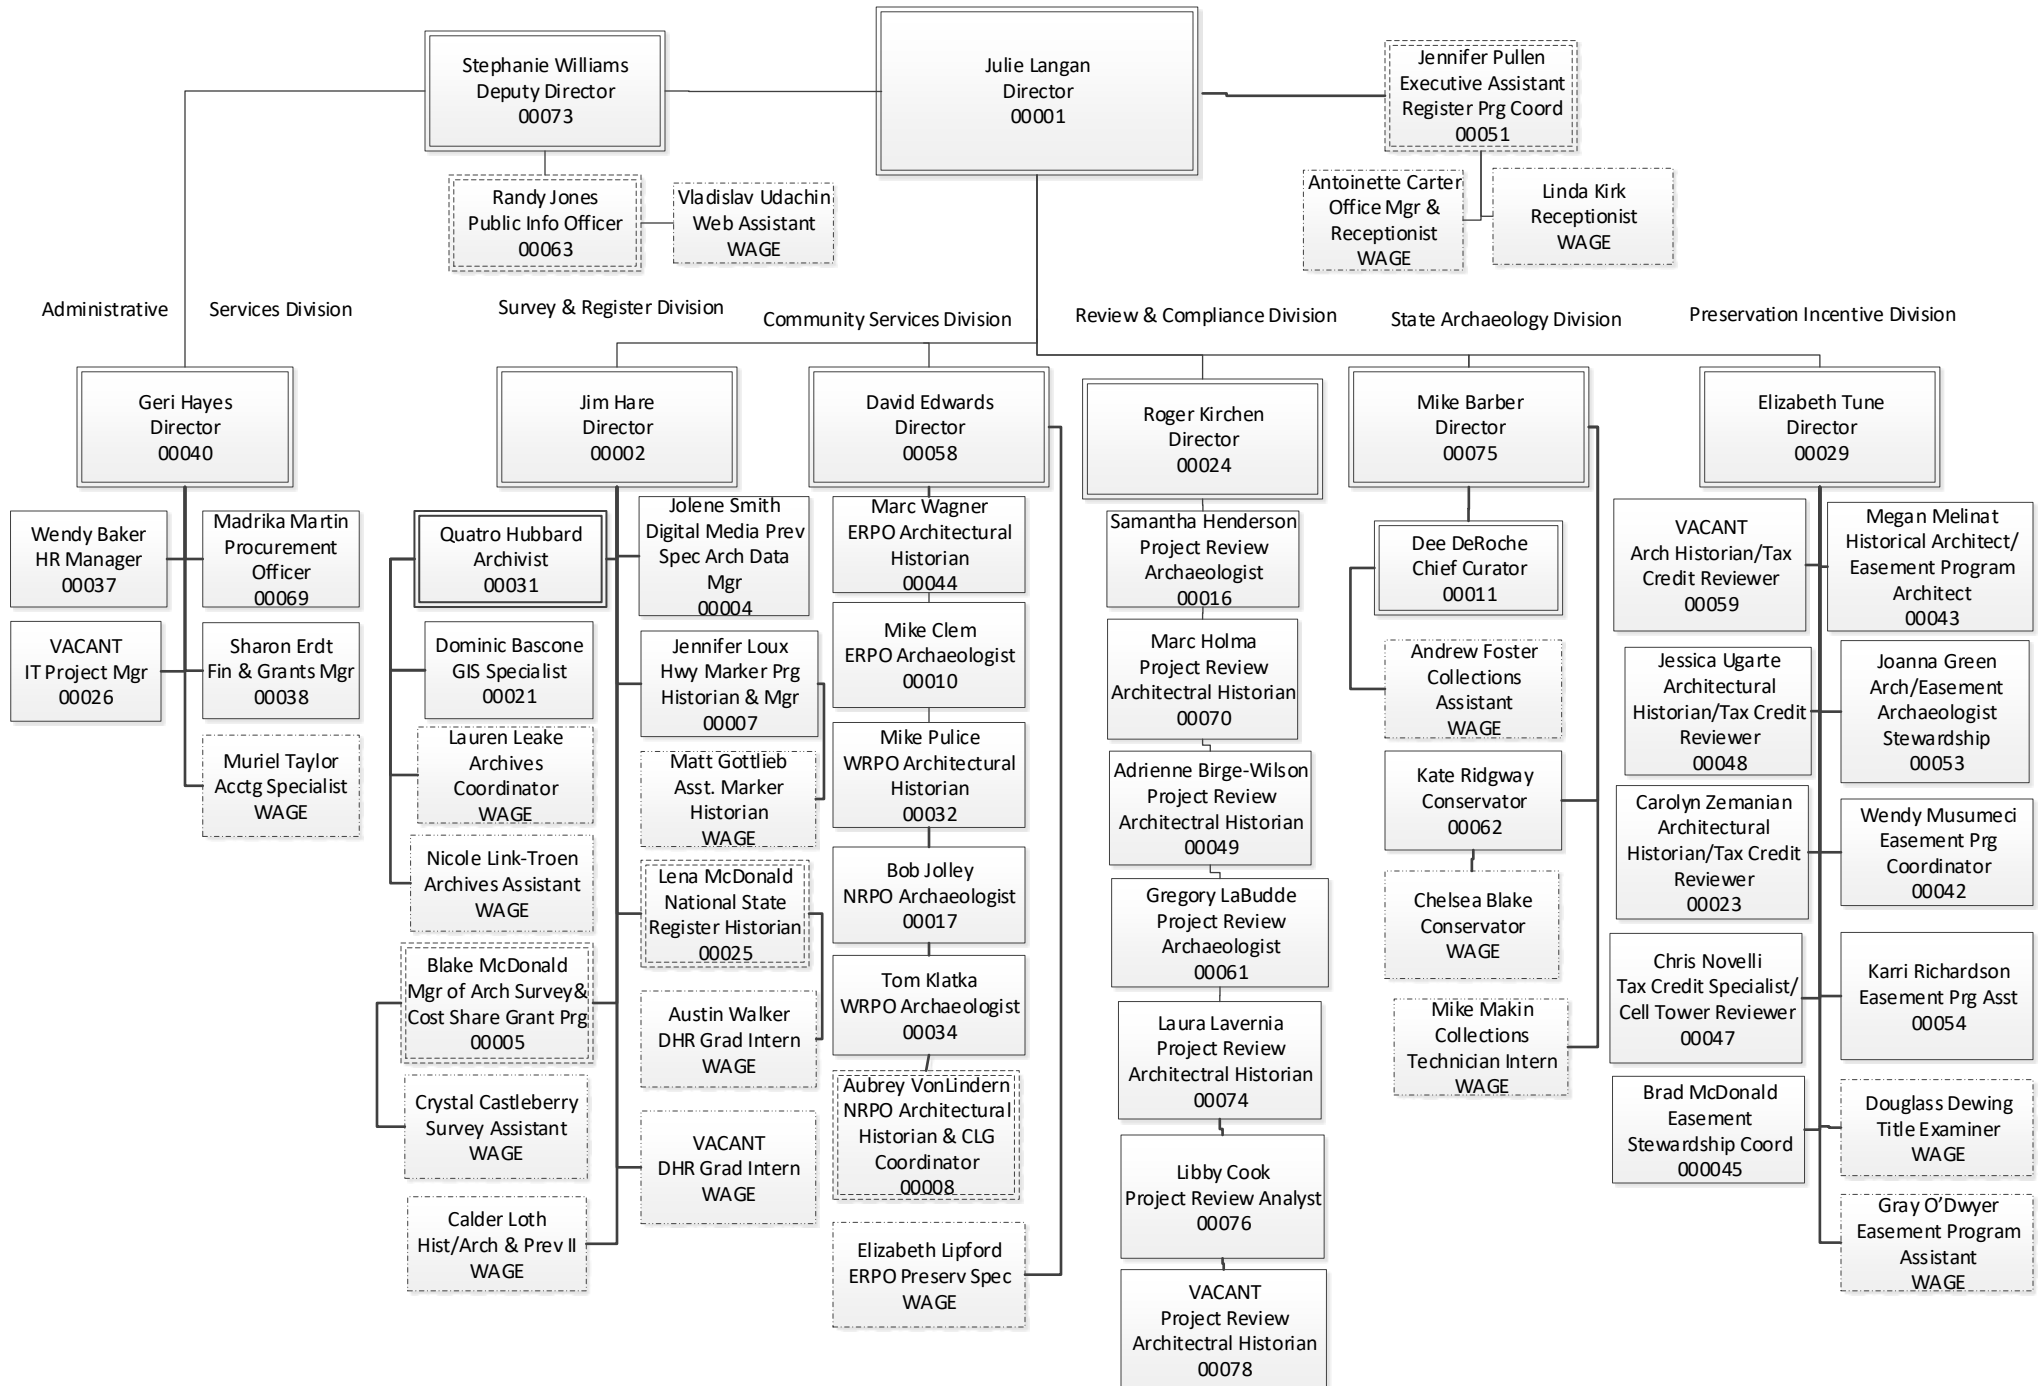 Stephanie Williams
Deputy Director
00073
Julie Langan
Director
00001
Jennifer Pullen
Executive Assistant
Register Prg Coord
00051
Randy Jones
Public Info Officer
00063
Vladislav Udachin
Web Assistant
WAGE
Antoinette Carter
Office Mgr &
Receptionist
WAGE
Linda Kirk
Receptionist
WAGE
Administrative
Services Division
Survey & Register Division
Community Services Division
Review & Compliance Division
State Archaeology Division
Preservation Incentive Division
Geri Hayes
Director
00040
Wendy Baker
HR Manager
00037
Madrika Martin
Procurement
Officer
00069
VACANT
IT Project Mgr
00026
Sharon Erdt
Fin & Grants Mgr
00038
Muriel Taylor
Acctg Specialist
WAGE
Jim Hare
Director
00002
Quatro Hubbard
Archivist
00031
Jolene Smith
Digital Media Prev
Spec Arch Data
Mgr
00004
Dominic Bascone
GIS Specialist
00021
Jennifer Loux
Hwy Marker Prg
Historian & Mgr
00007
Lauren Leake
Archives
Coordinator
WAGE
Matt Gottlieb
Asst. Marker
Historian
WAGE
Nicole Link-Troen
Archives Assistant
WAGE
Lena McDonald
National State
Register Historian
00025
Blake McDonald
Mgr of Arch Survey&
Cost Share Grant Prg
00005
Austin Walker
DHR Grad Intern
WAGE
Crystal Castleberry
Survey Assistant
WAGE
VACANT
DHR Grad Intern
WAGE
Calder Loth
Hist/Arch & Prev II
WAGE
David Edwards
Director
00058
Marc Wagner
ERPO Architectural
Historian
00044
Mike Clem
ERPO Archaeologist
00010
Mike Pulice
WRPO Architectural
Historian
00032
Bob Jolley
NRPO Archaeologist
00017
Tom Klatka
WRPO Archaeologist
00034
Aubrey VonLindern
NRPO Architectural
Historian & CLG
Coordinator
00008
Elizabeth Lipford
ERPO Preserv Spec
WAGE
Roger Kirchen
Director
00024
Samantha Henderson
Project Review
Archaeologist
00016
Marc Holma
Project Review
Architectral Historian
00070
Adrienne Birge-Wilson
Project Review
Architectral Historian
00049
Gregory LaBudde
Project Review
Archaeologist
00061
Laura Lavernia
Project Review
Architectral Historian
00074
Libby Cook
Project Review Analyst
00076
VACANT
Project Review
Architectral Historian
00078
Mike Barber
Director
00075
Dee DeRoche
Chief Curator
00011
Andrew Foster
Collections
Assistant
WAGE
Kate Ridgway
Conservator
00062
Chelsea Blake
Conservator
WAGE
Mike Makin
Collections
Technician Intern
WAGE
Elizabeth Tune
Director
00029
VACANT
Arch Historian/Tax
Credit Reviewer
00059
Megan Melinat
Historical Architect/
Easement Program
Architect
00043
Jessica Ugarte
Architectural
Historian/Tax Credit
Reviewer
00048
Joanna Green
Arch/Easement
Archaeologist
Stewardship
00053
Carolyn Zemanian
Architectural
Historian/Tax Credit
Reviewer
00023
Wendy Musumeci
Easement Prg
Coordinator
00042
Chris Novelli
Tax Credit Specialist/
Cell Tower Reviewer
00047
Karri Richardson
Easement Prg Asst
00054
Brad McDonald
Easement
Stewardship Coord
000045
Douglass Dewing
Title Examiner
WAGE
Gray O’Dwyer
Easement Program
Assistant
WAGE